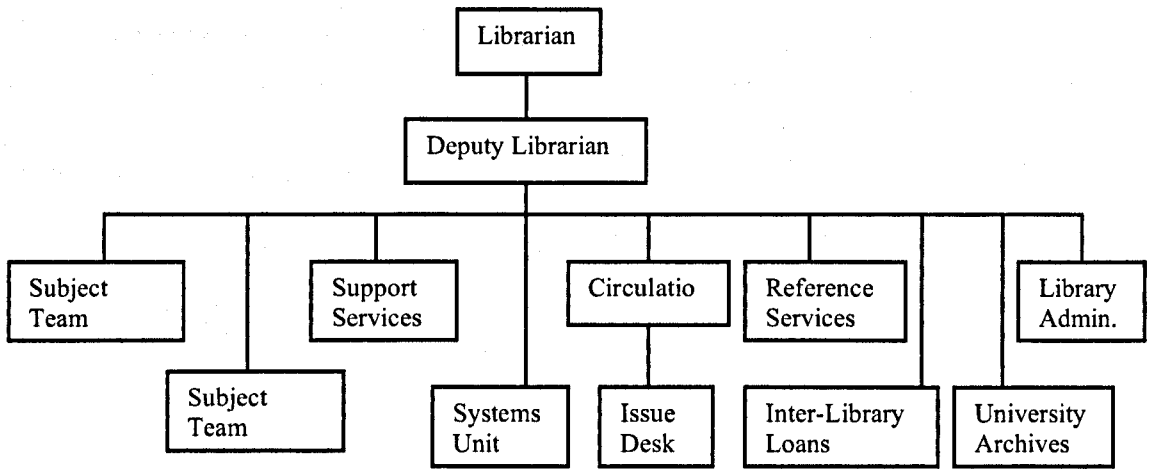 Librarian
Deputy Librarian
Subject
Team
Support
Services
Circulatio
Reference
Services
Library
Admin.
Subject
Team
Systems
Unit
Issue
Desk
Inter-Library
Loans
University
Archives